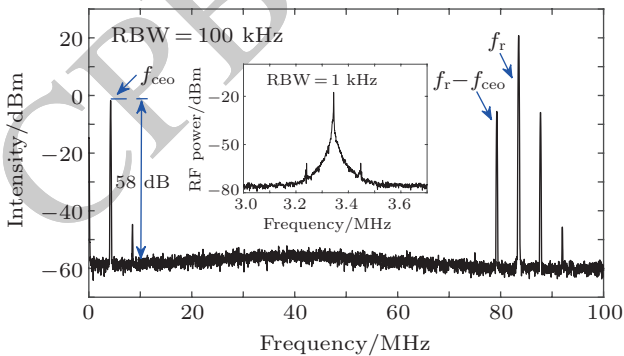 CPB
RBW = 100 kHz
f_ceo
58 dB
RBW = 1 kHz
RF power/dBm
−20
−50
−80
3.0 3.2 3.4 3.6
Frequency/MHz
f_r
f_r−f_ceo
Intensity/dBm
20
0
−20
−40
−60
0 20 40 60 80 100
Frequency/MHz